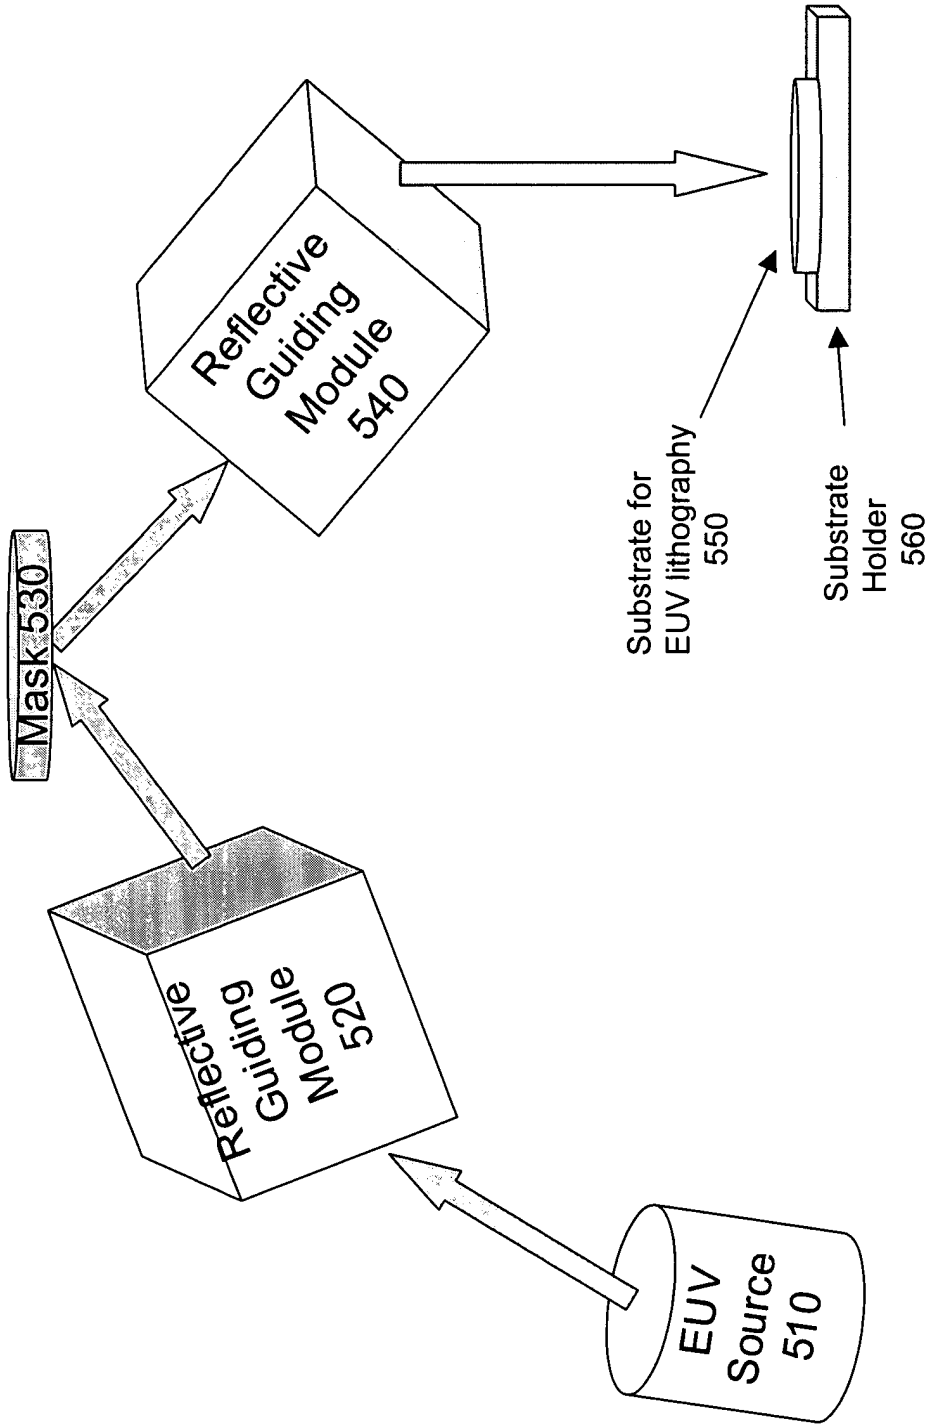 EUV
Source
510
Reflective
Guiding
Module
520
Mask 530
Reflective
Guiding
Module
540
Substrate for
EUV lithography
550
Substrate
Holder
560